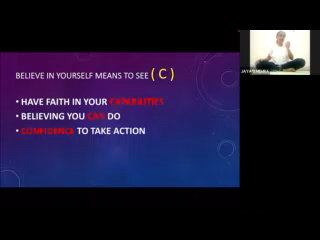 BELIEVE IN YOURSELF MEANS TO SEE ( C )
• HAVE FAITH IN YOUR CAPABILITIES
• BELIEVING YOU CAN DO
• CONFIDENCE TO TAKE ACTION